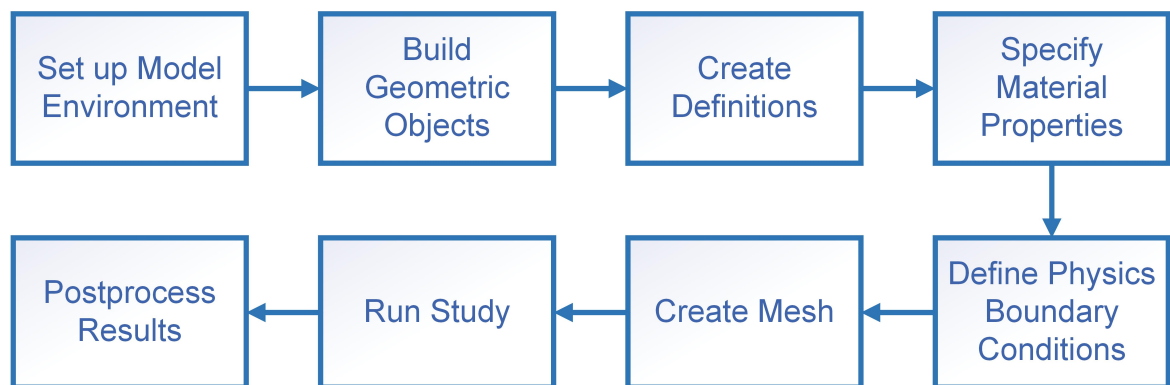 Set up Model
Environment
Build
Geometric
Objects
Create
Definitions
Specify
Material
Properties
Define Physics
Boundary
Conditions
Create Mesh
Run Study
Postprocess
Results